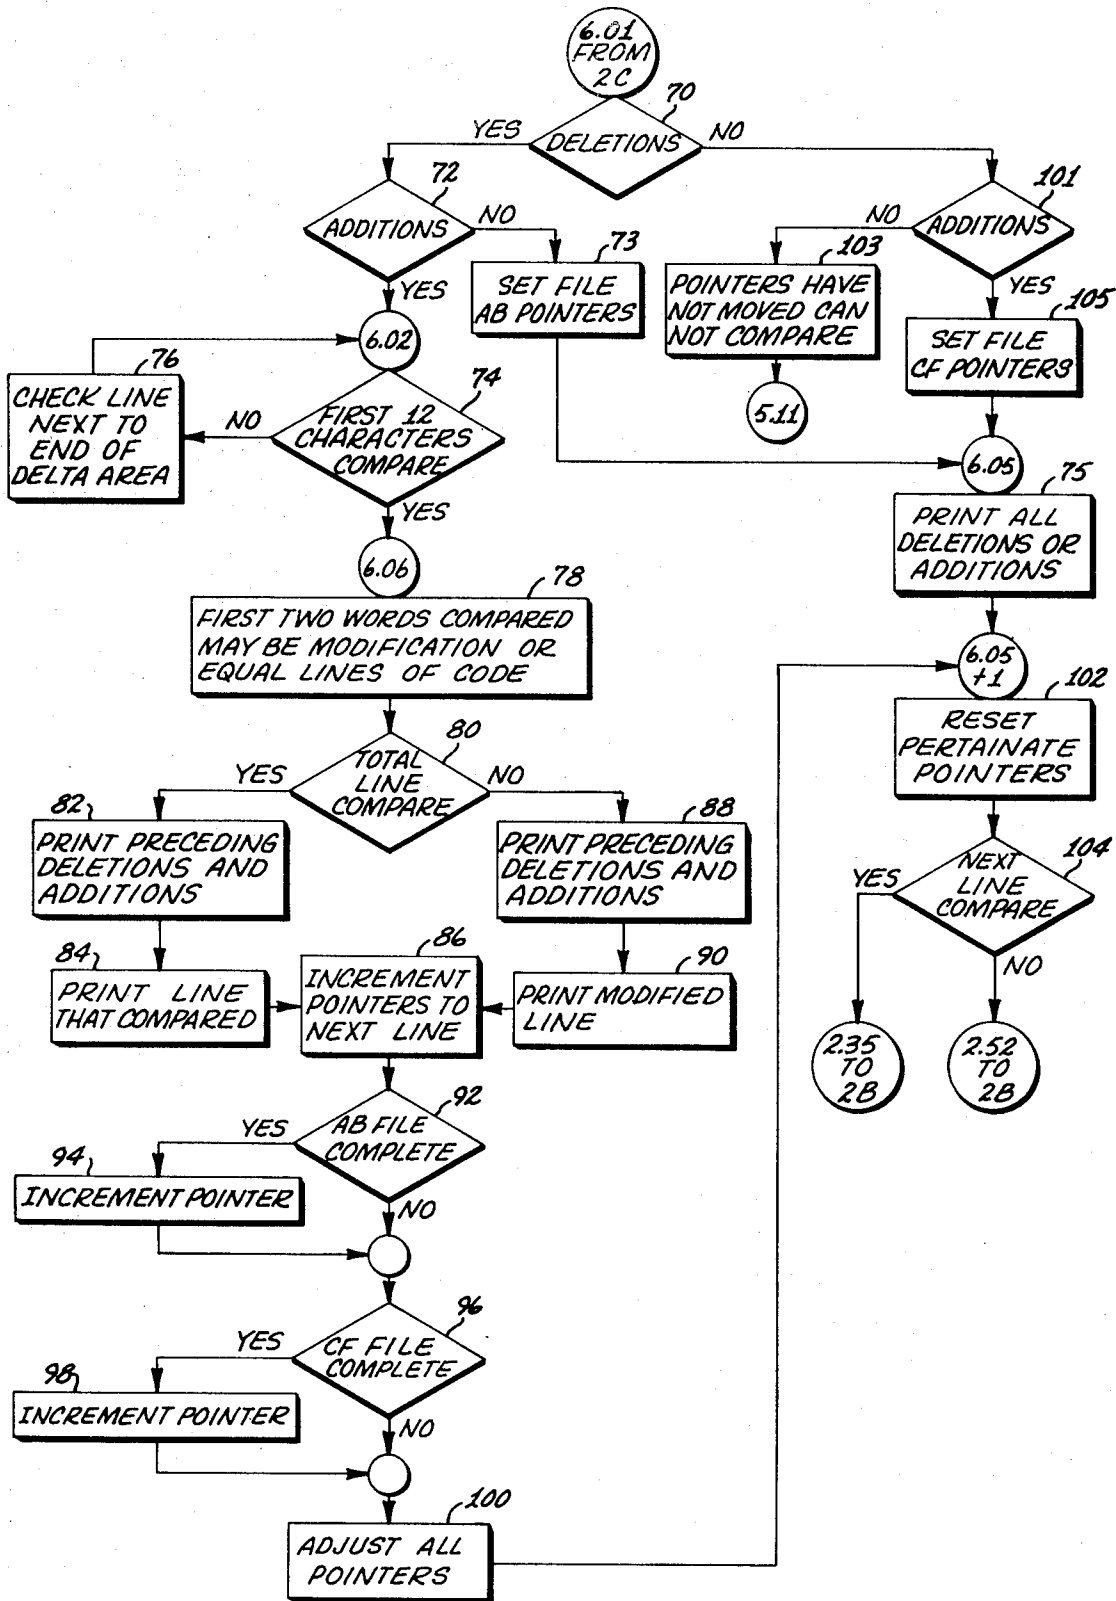 6.01
FROM
2C
70
YES
DELETIONS
NO
72
ADDITIONS
NO
YES
101
ADDITIONS
NO
YES
73
SET FILE
AB POINTERS
103
POINTERS HAVE
NOT MOVED CAN
NOT COMPARE
105
SET FILE
CF POINTERS
6.02
76
CHECK LINE
NEXT TO
END OF
DELTA AREA
NO
74
FIRST 12
CHARACTERS
COMPARE
YES
5.11
6.05
75
PRINT ALL
DELETIONS OR
ADDITIONS
6.06
78
FIRST TWO WORDS COMPARED
MAY BE MODIFICATION OR
EQUAL LINES OF CODE
6.05
+1
102
RESET
PERTAINATE
POINTERS
80
YES
TOTAL
LINE
COMPARE
NO
82
PRINT PRECEDING
DELETIONS AND
ADDITIONS
88
PRINT PRECEDING
DELETIONS AND
ADDITIONS
104
YES
NEXT
LINE
COMPARE
NO
84
PRINT LINE
THAT COMPARED
86
INCREMENT
POINTERS TO
NEXT LINE
90
PRINT MODIFIED
LINE
2.35
TO
2B
2.52
TO
2B
92
YES
AB FILE
COMPLETE
NO
94
INCREMENT POINTER
96
YES
CF FILE
COMPLETE
NO
98
INCREMENT POINTER
100
ADJUST ALL
POINTERS